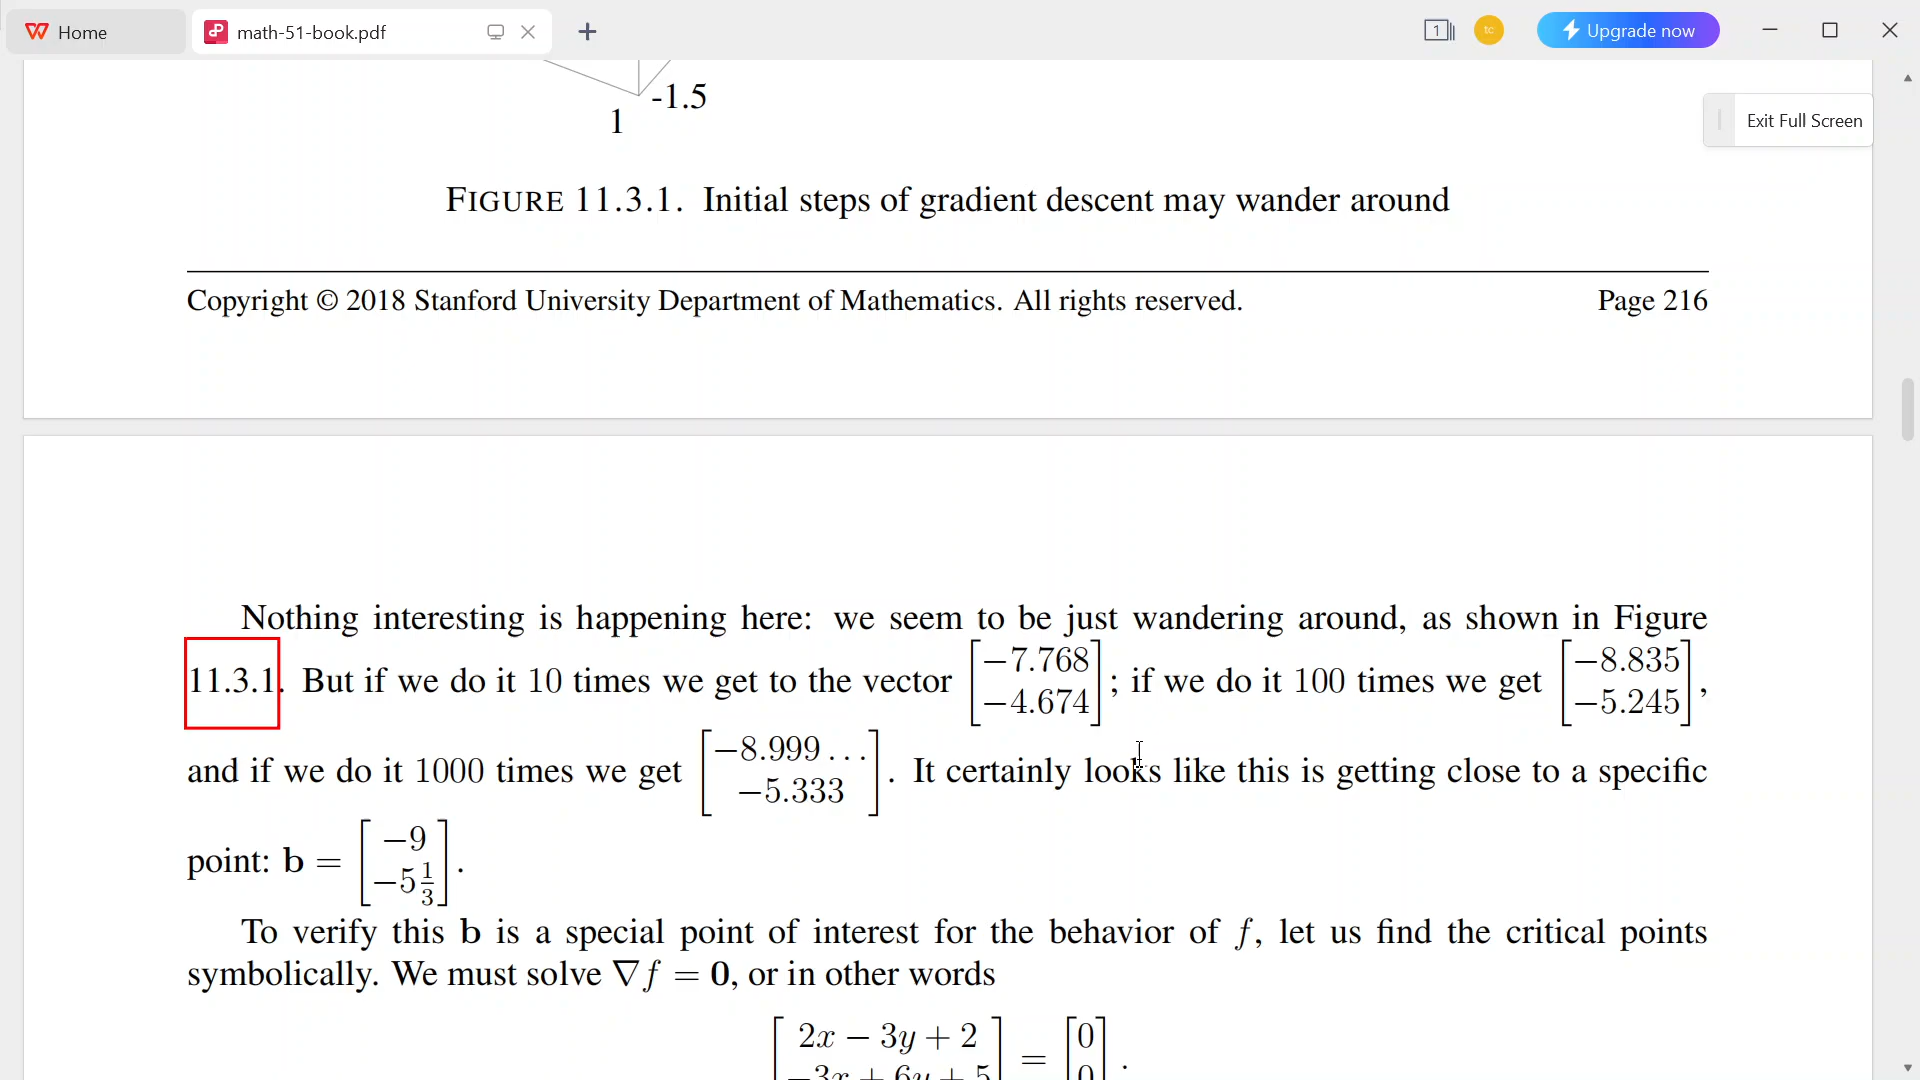 Home
math-51-book.pdf
1
tc
Upgrade now
-1.5
1
Exit Full Screen
FIGURE 11.3.1. Initial steps of gradient descent may wander around
Copyright © 2018 Stanford University Department of Mathematics. All rights reserved. Page 216
Nothing interesting is happening here: we seem to be just wandering around, as shown in Figure
11.3.1. But if we do it 10 times we get to the vector [−7.768 −4.674]; if we do it 100 times we get [−8.835 −5.245],
and if we do it 1000 times we get [−8.999... −5.333]. It certainly looks like this is getting close to a specific
point: b = [−9 −5 1/3].
To verify this b is a special point of interest for the behavior of f, let us find the critical points
symbolically. We must solve ∇f = 0, or in other words
[2x − 3y + 2 −3x + 6y + 5] = [0 0].